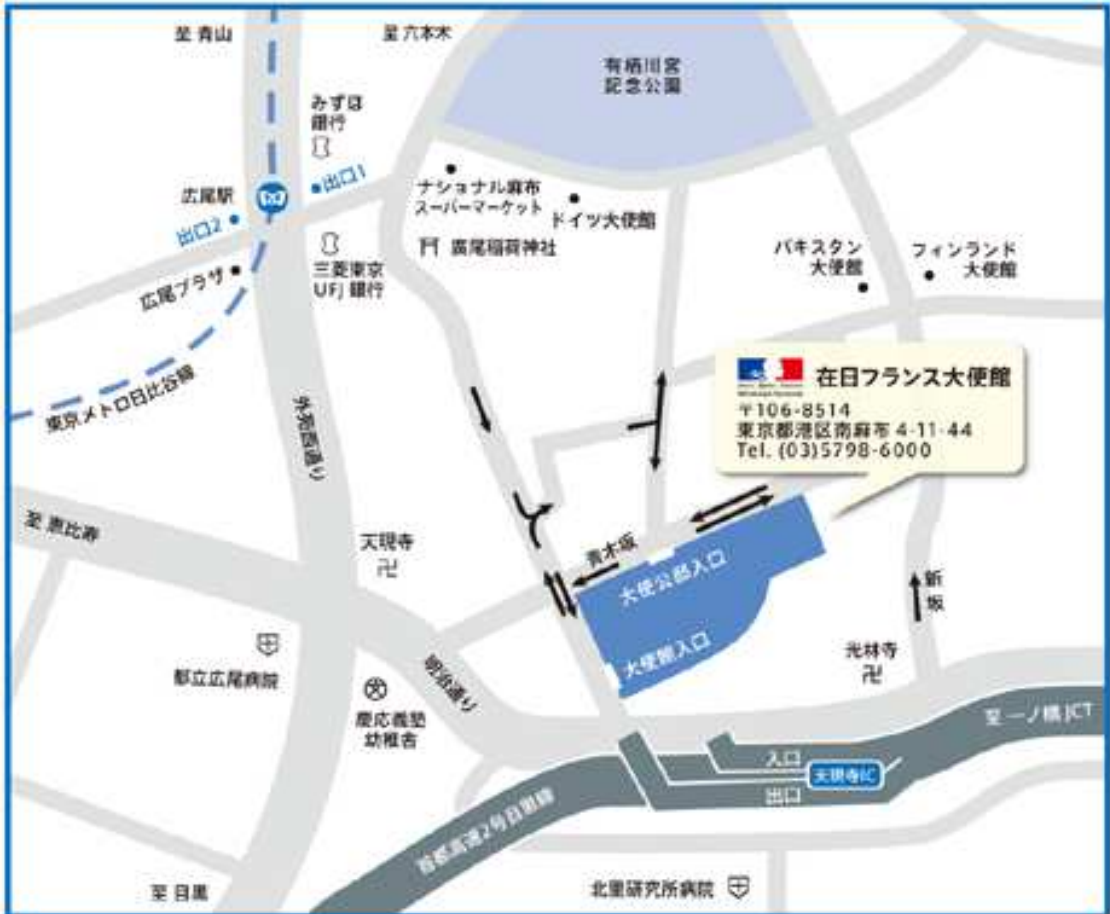 至 青山
至 六本木
有栖川宮
記念公園
みずほ
銀行
出口1
広尾駅
出口2
ナショナル麻布
スーパーマーケット
ドイツ大使館
広尾プラザ
三菱東京
UFJ 銀行
廣尾稲荷神社
パキスタン
大使館
フィンランド
大使館
東京メトロ日比谷線
外苑西通り
在日フランス大使館
〒106-8514
東京都港区南麻布 4-11-44
Tel. (03)5798-6000
至 恵比寿
天現寺
青木坂
大使公邸入口
大使館入口
新坂
光林寺
都立広尾病院
明治通り
慶応義塾
幼稚舎
至 一ノ橋JCT
入口
天現寺IC
出口
首都高速2号目黒線
至 目黒
北里研究所病院